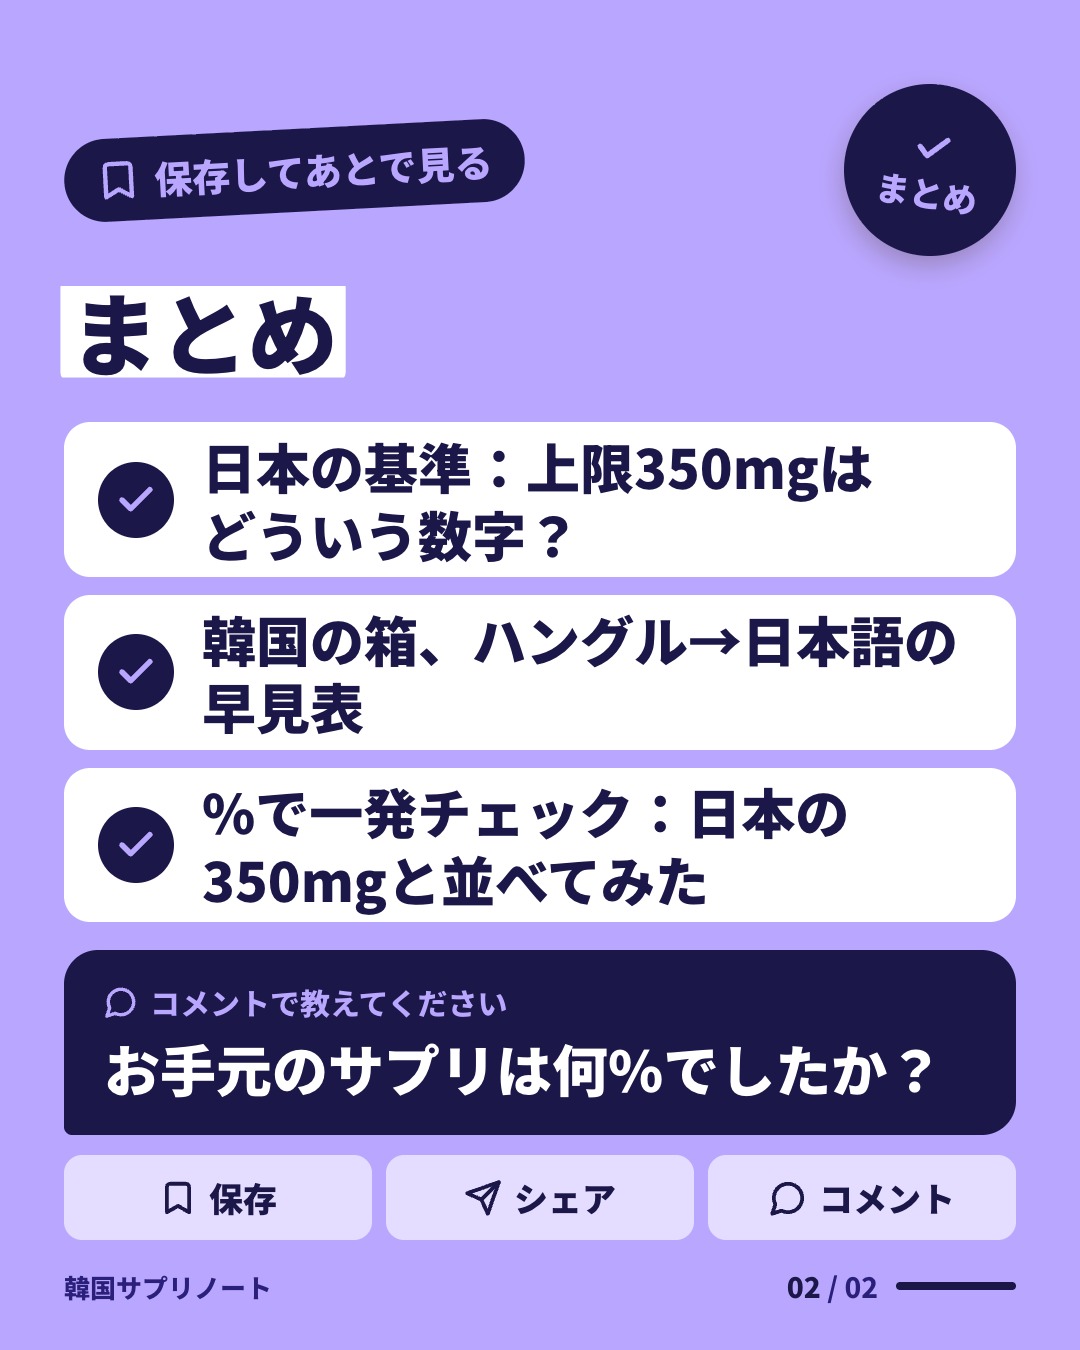 保存してあとで見る
まとめ
まとめ
日本の基準：上限350mgは
どういう数字？
韓国の箱、ハングル→日本語の
早見表
%で一発チェック：日本の
350mgと並べてみた
コメントで教えてください
お手元のサプリは何%でしたか？
保存
シェア
コメント
韓国サプリノート
02 / 02